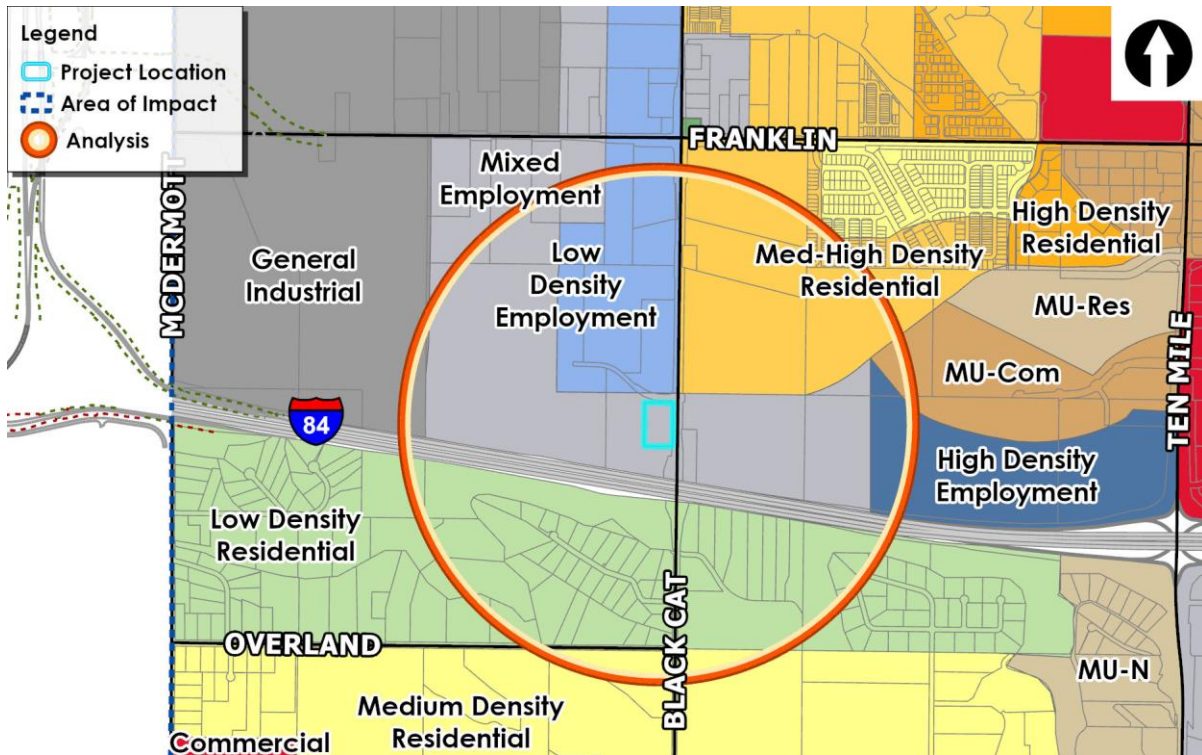 Legend
Project Location
Area of Impact
Analysis
FRANKLIN
MCDERMOTT
Mixed
Employment
General
Industrial
Low
Density
Employment
Med-High Density
Residential
High Density
Residential
MU-Res
MU-Com
TEN MILE
84
High Density
Employment
Low Density
Residential
BLACK CAT
OVERLAND
MU-N
Medium Density
Residential
Commercial